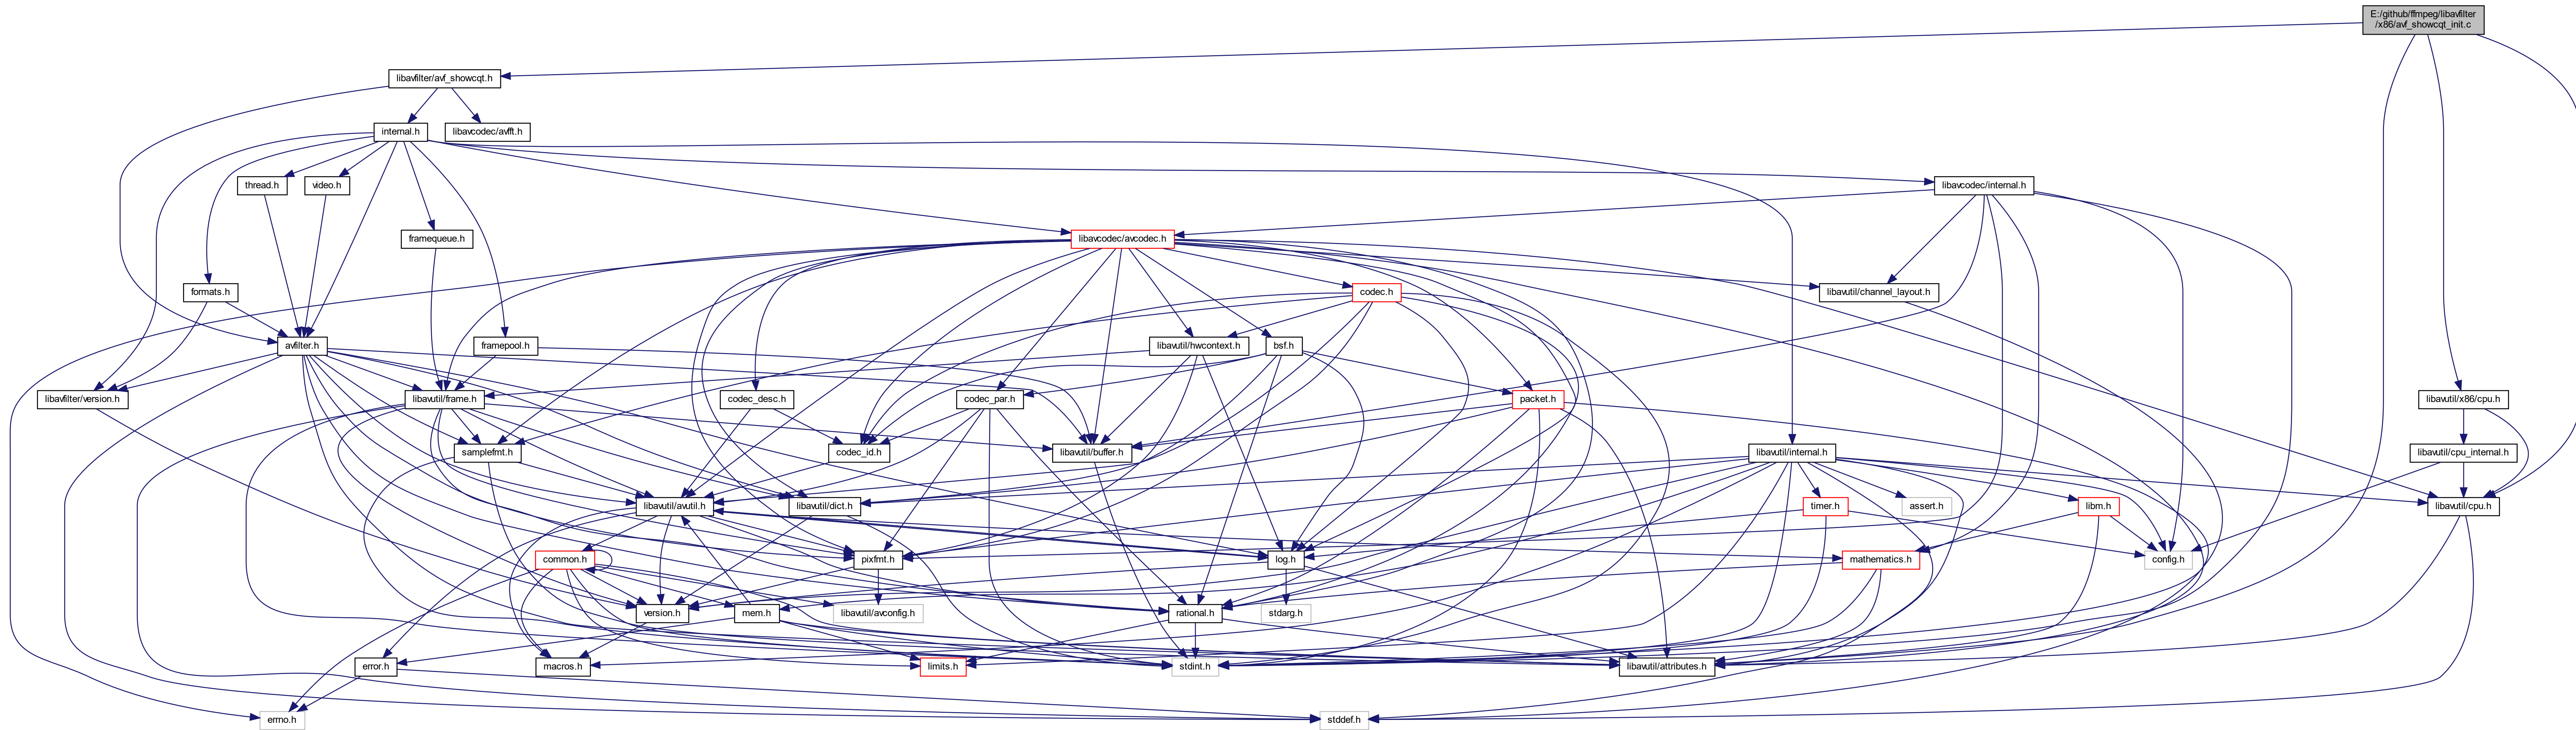 E:/github/ffmpeg/libavfilter
/x86/avf_showcqt_init.c
libavfilter/avf_showcqt.h
internal.h
libavcodec/avfft.h
thread.h
video.h
libavcodec/internal.h
framequeue.h
libavcodec/avcodec.h
formats.h
codec.h
libavutil/channel_layout.h
avfilter.h
framepool.h
libavutil/hwcontext.h
bsf.h
libavfilter/version.h
libavutil/frame.h
codec_desc.h
codec_par.h
packet.h
libavutil/x86/cpu.h
samplefmt.h
codec_id.h
libavutil/buffer.h
libavutil/internal.h
libavutil/cpu_internal.h
libavutil/avutil.h
libavutil/dict.h
timer.h
assert.h
libm.h
libavutil/cpu.h
common.h
pixfmt.h
log.h
mathematics.h
config.h
version.h
mem.h
libavutil/avconfig.h
rational.h
stdarg.h
error.h
macros.h
limits.h
stdint.h
libavutil/attributes.h
errno.h
stddef.h